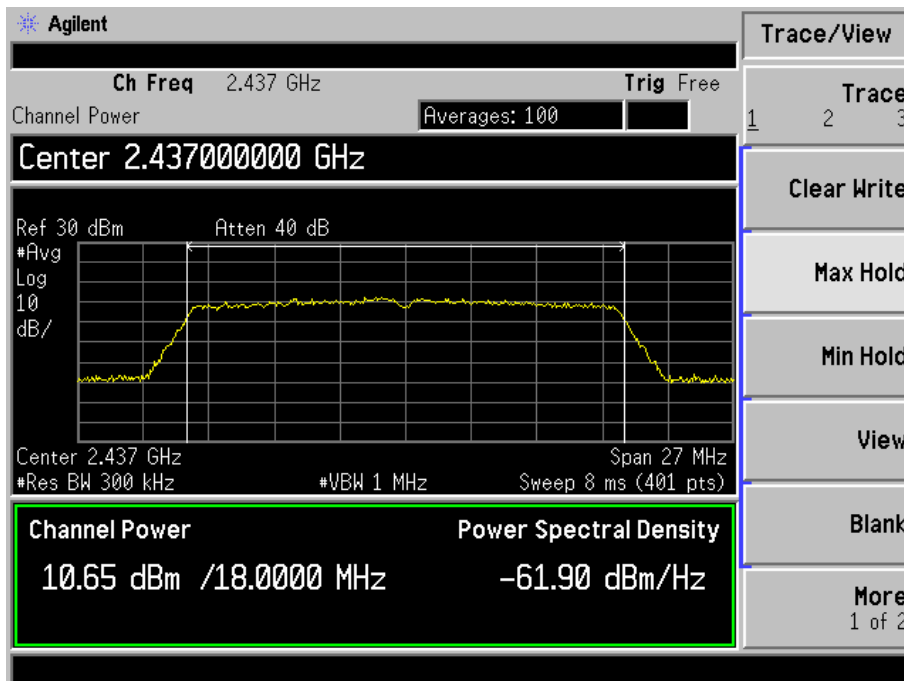 Agilent
Trace/View
Ch Freq 2.437 GHz Trig Free
Channel Power Averages: 100
Center 2.437000000 GHz
Ref 30 dBm Atten 40 dB
#Avg
Log
10
dB/
Center 2.437 GHz Span 27 MHz
#Res BW 300 kHz #VBW 1 MHz Sweep 8 ms (401 pts)
Channel Power Power Spectral Density
10.65 dBm /18.0000 MHz -61.90 dBm/Hz
Trace
1 2 3
Clear Write
Max Hold
Min Hold
View
Blank
More
1 of 2